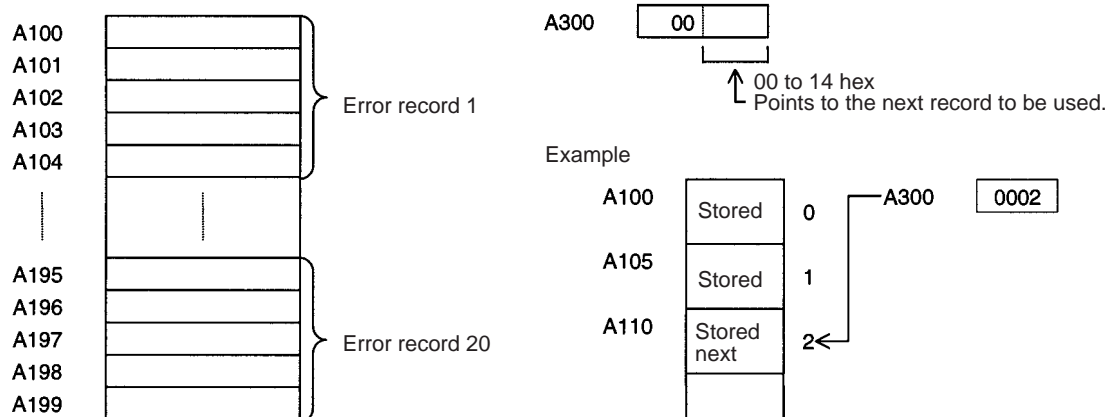 A100
A101
A102
A103
A104
Error record 1
A195
A196
A197
A198
A199
Error record 20
A300 00
00 to 14 hex
Points to the next record to be used.
Example
A100 Stored 0 A300 0002
A105 Stored 1
A110 Stored next 2